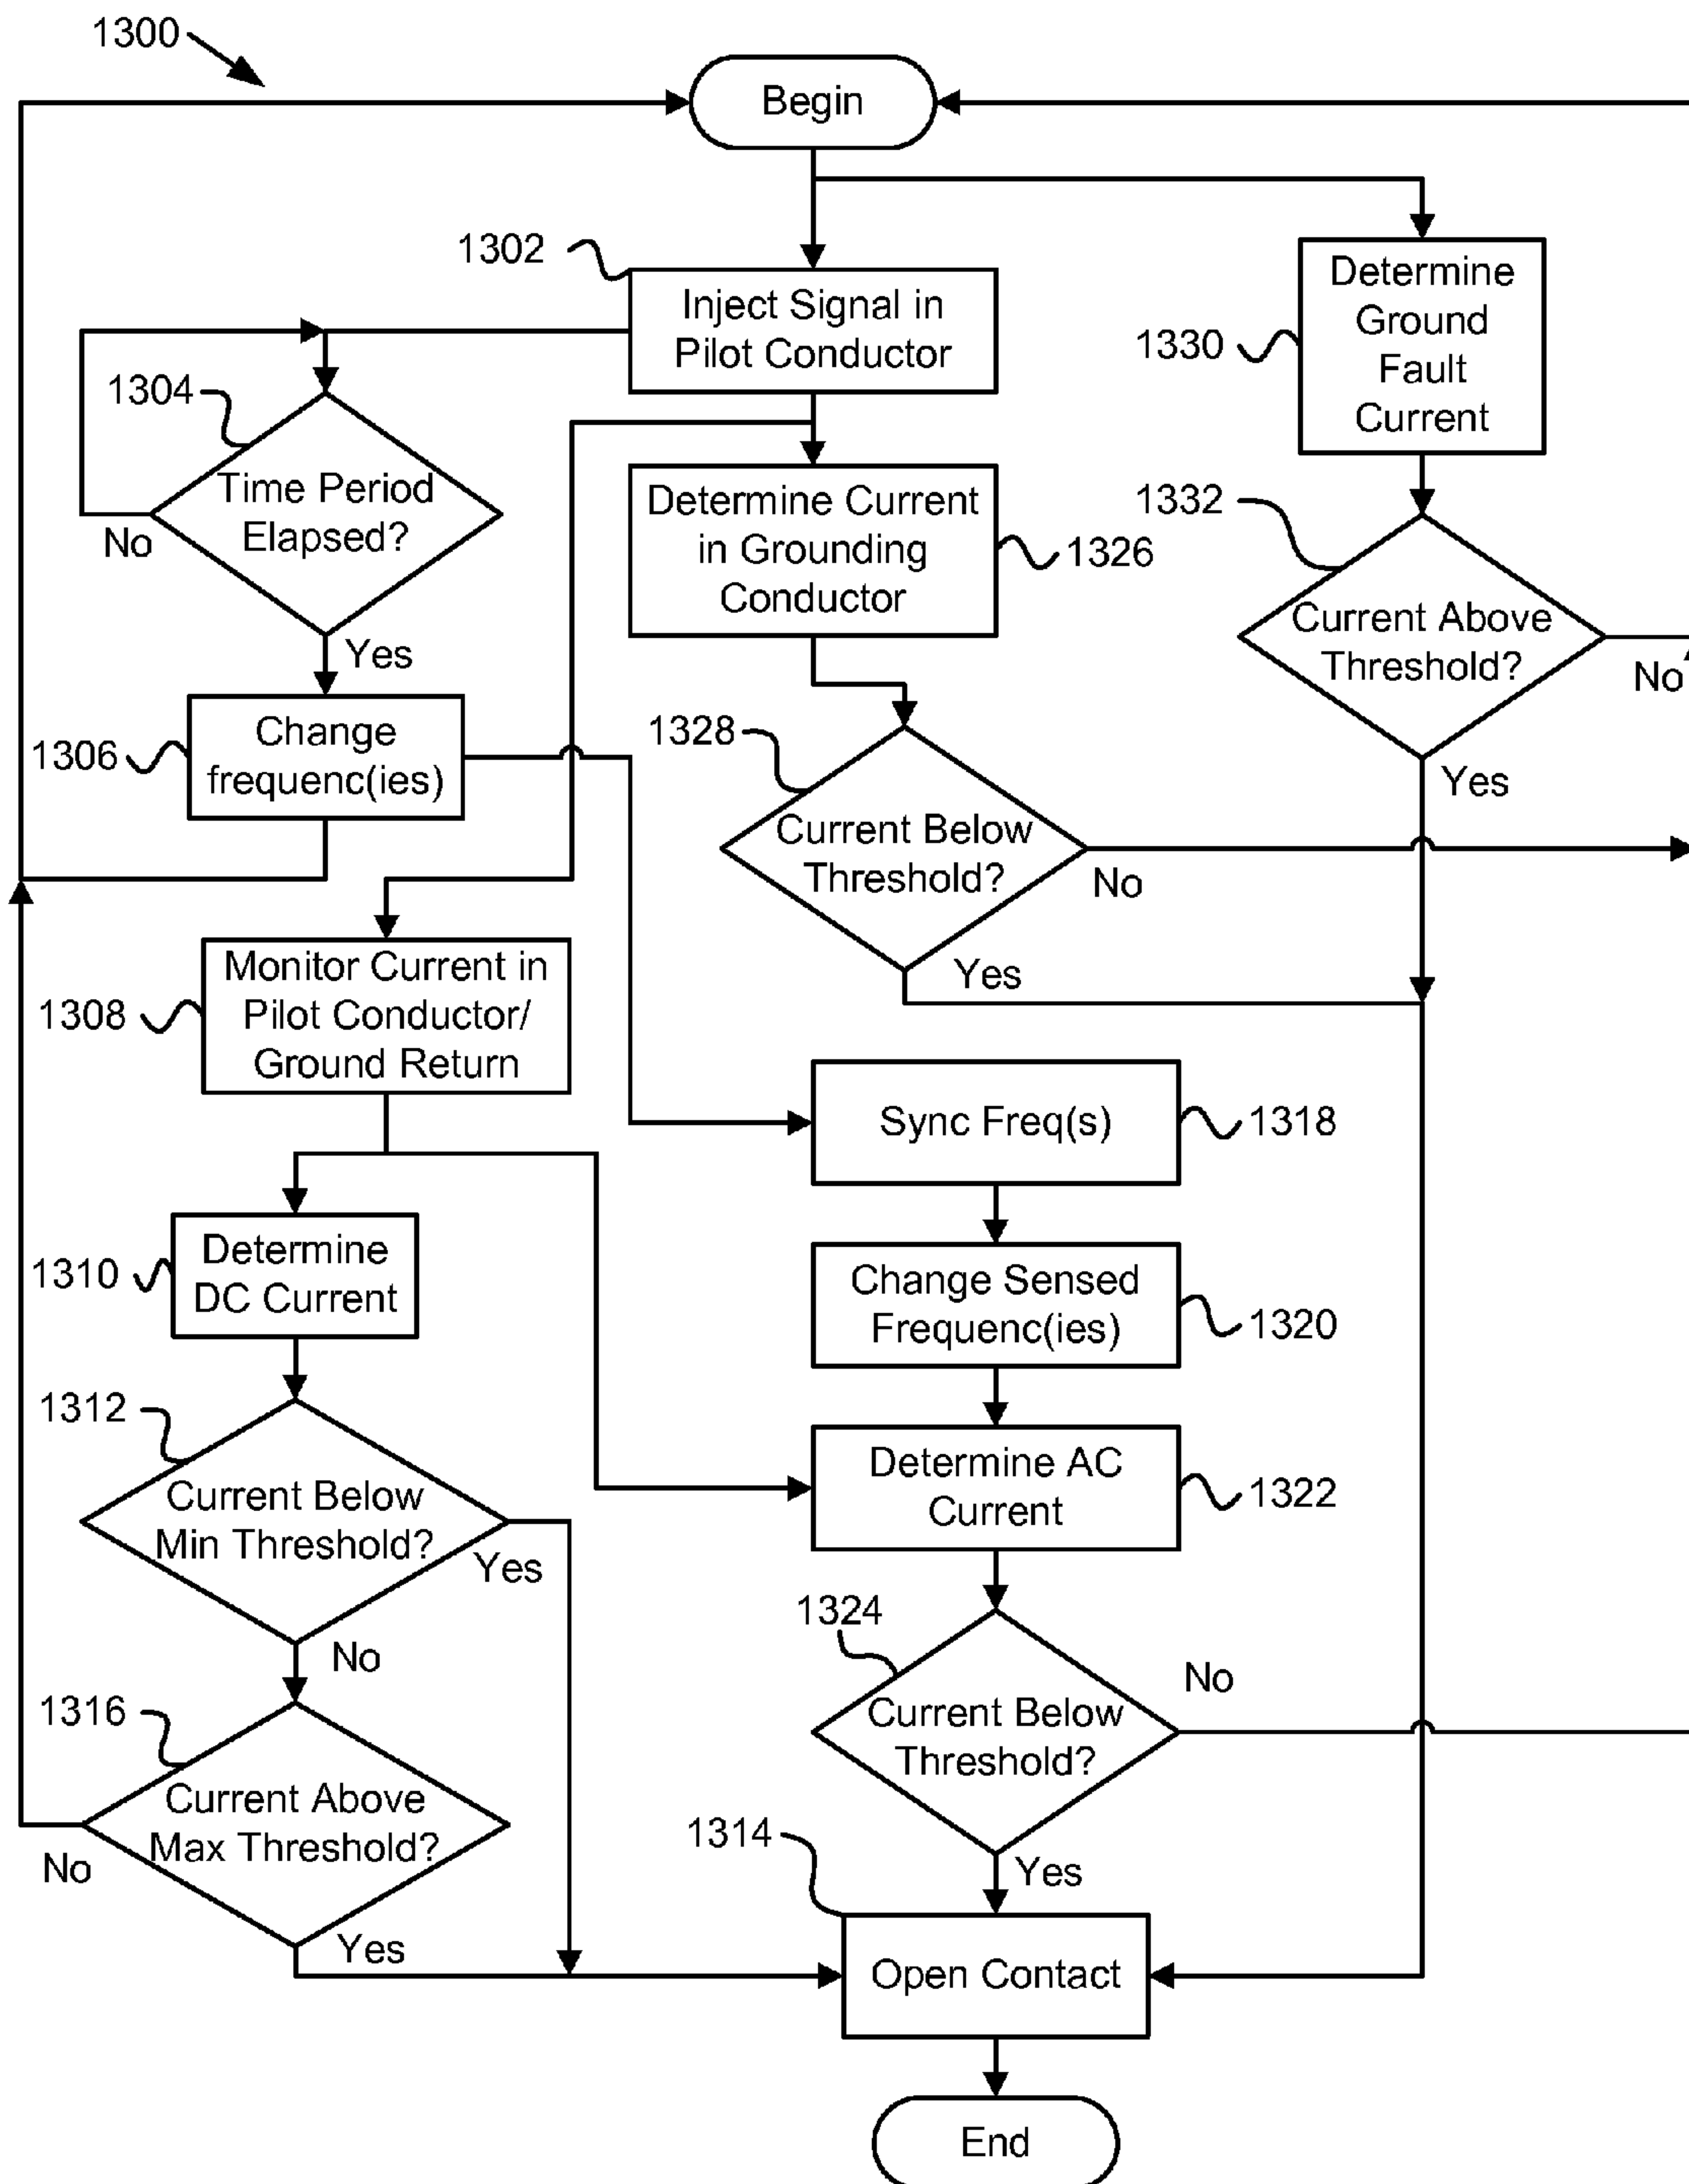 1300
Begin
1302
Inject Signal in
Pilot Conductor
Determine
Ground
Fault
Current
1330
1304
Time Period
Elapsed?
No
Yes
Determine Current
in Grounding
Conductor
1326
1332
Current Above
Threshold?
No
Yes
1306
Change
frequenc(ies)
1328
Current Below
Threshold?
No
Yes
1308
Monitor Current in
Pilot Conductor/
Ground Return
Sync Freq(s)
1318
1310
Determine
DC Current
Change Sensed
Frequenc(ies)
1320
1312
Current Below
Min Threshold?
Yes
No
Determine AC
Current
1322
1324
Current Below
Threshold?
No
Yes
1316
Current Above
Max Threshold?
No
Yes
1314
Open Contact
End